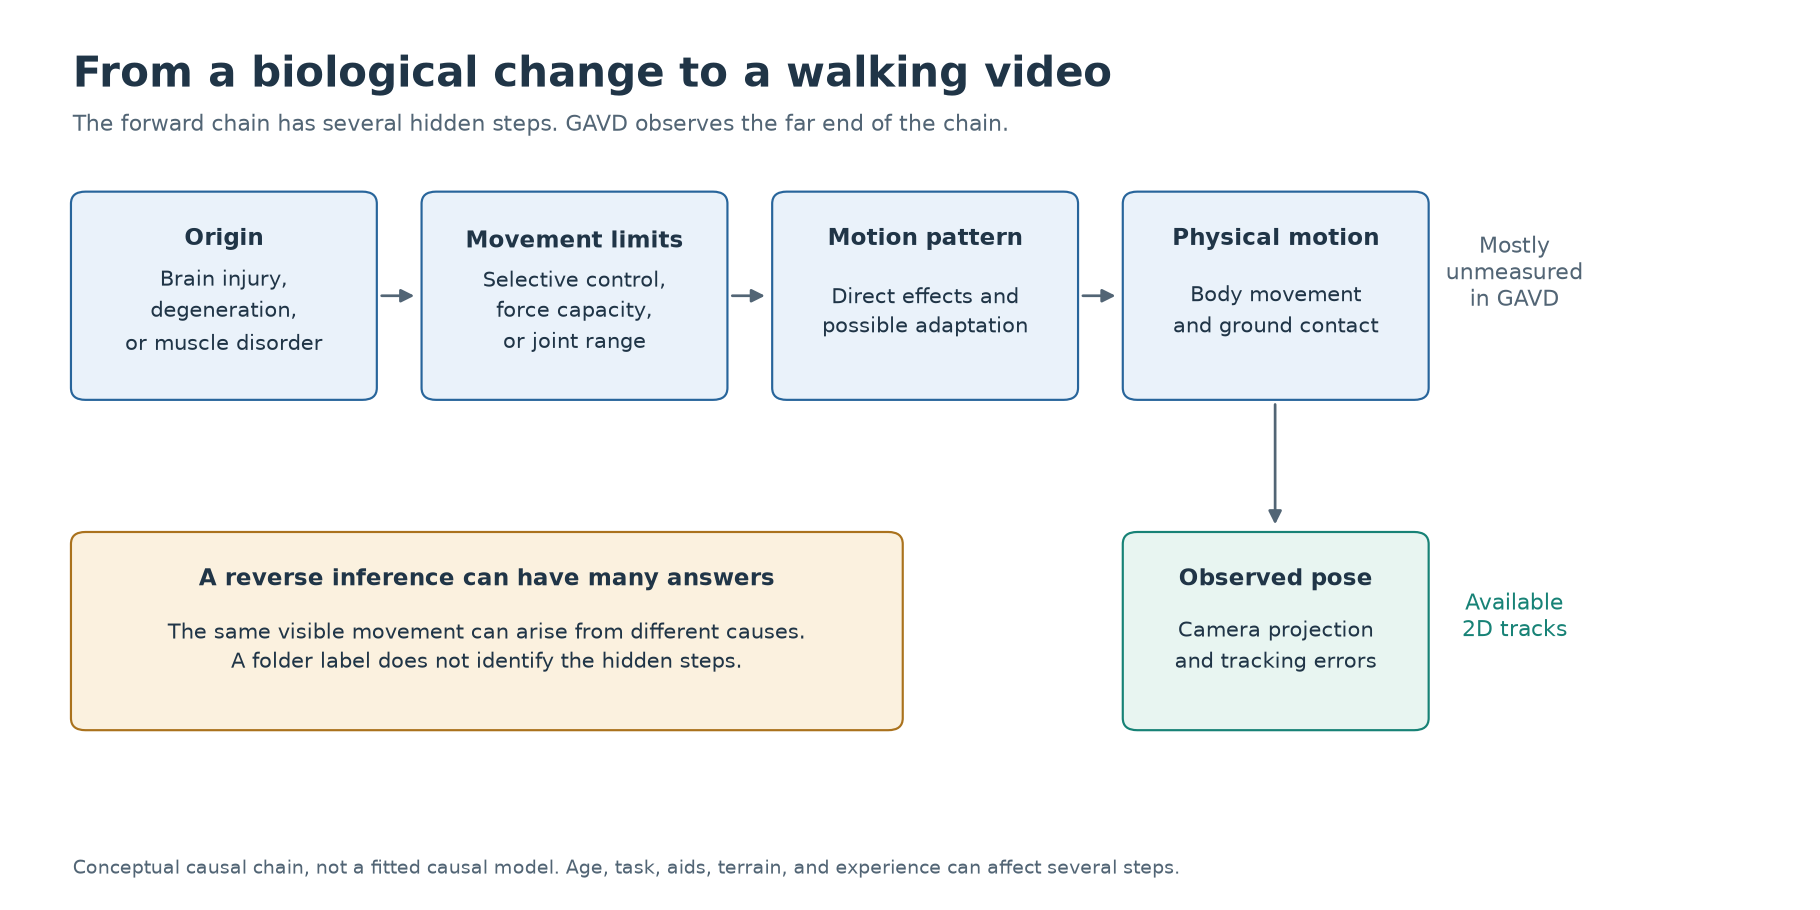 From a biological change to a walking video
The forward chain has several hidden steps. GAVD observes the far end of the chain.
Origin
Brain injury,
degeneration,
or muscle disorder
Movement limits
Selective control,
force capacity,
or joint range
Motion pattern
Direct effects and
possible adaptation
Physical motion
Body movement
and ground contact
Mostly
unmeasured
in GAVD
A reverse inference can have many answers
The same visible movement can arise from different causes.
A folder label does not identify the hidden steps.
Observed pose
Camera projection
and tracking errors
Available
2D tracks
Conceptual causal chain, not a fitted causal model. Age, task, aids, terrain, and experience can affect several steps.